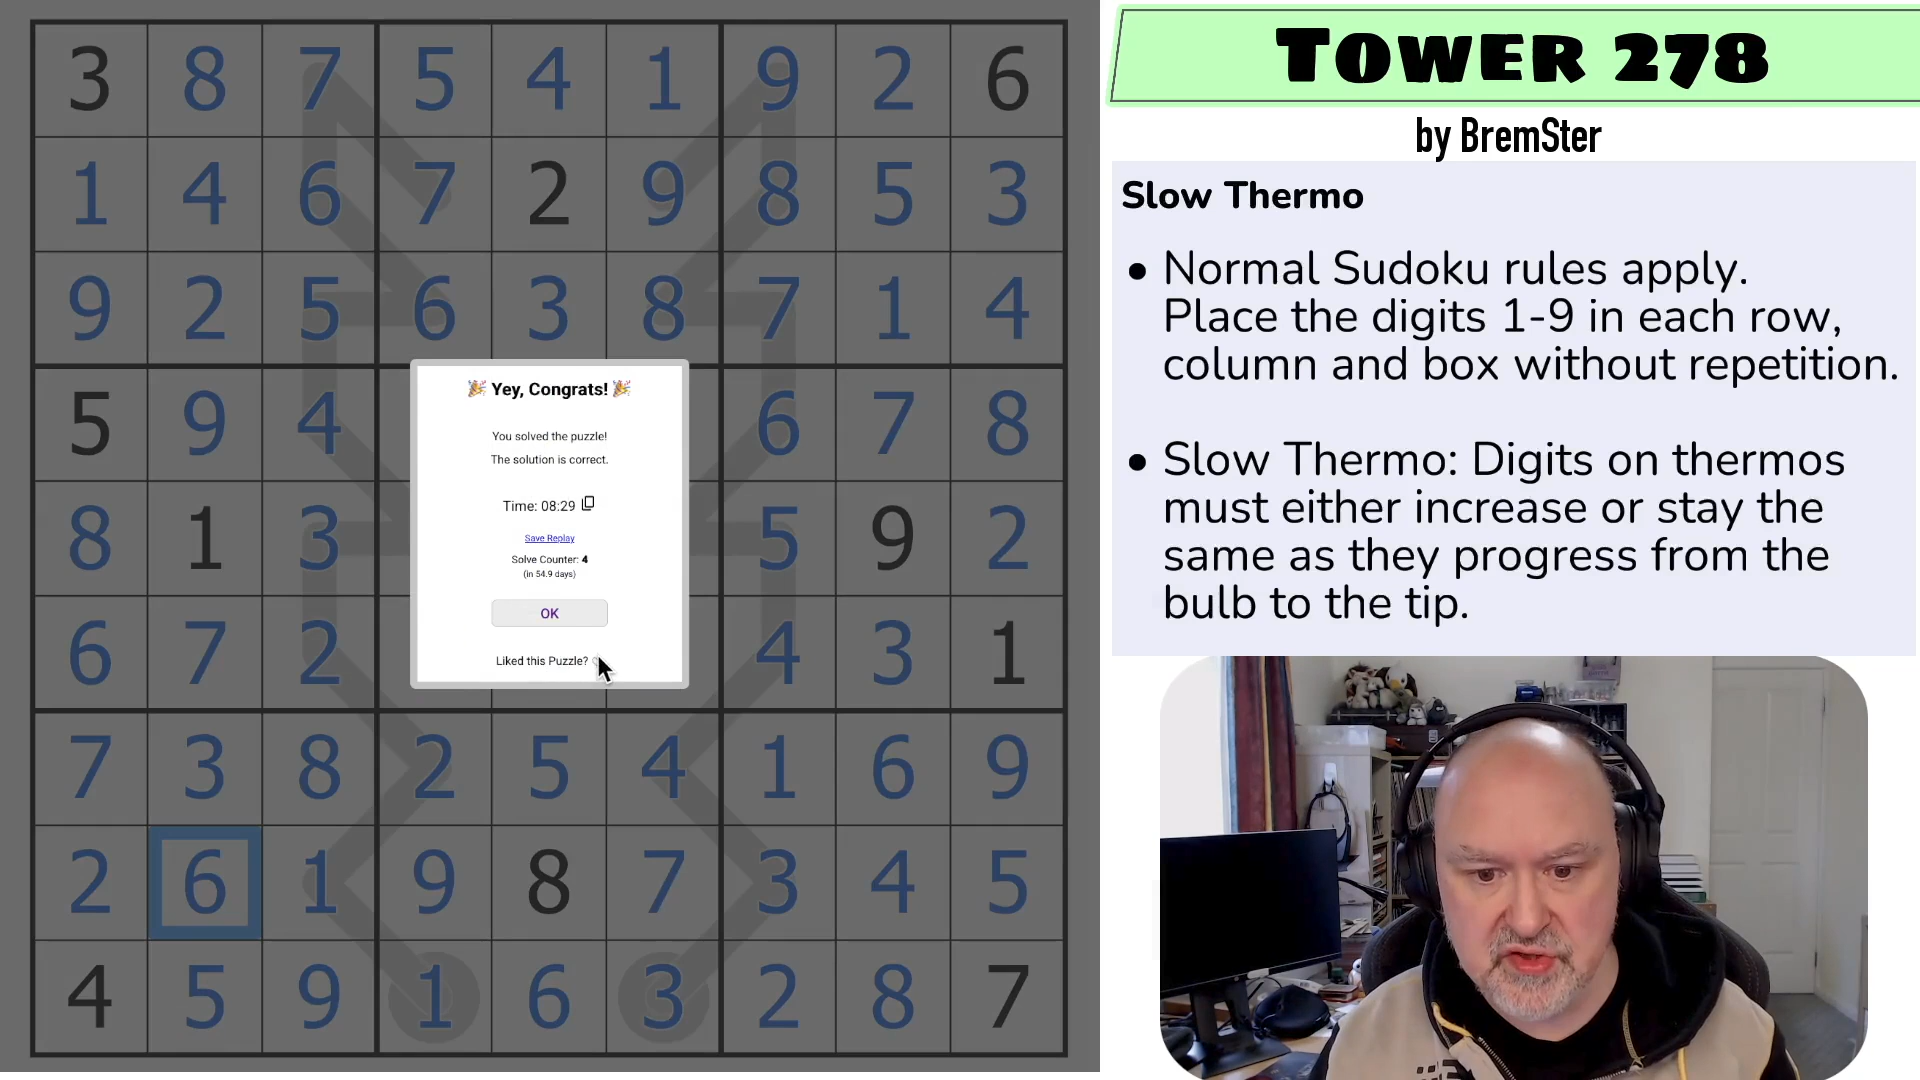 TOWER 278
by BremSter
Slow Thermo
• Normal Sudoku rules apply.
Place the digits 1-9 in each row,
column and box without repetition.
• Slow Thermo: Digits on thermos
must either increase or stay the
same as they progress from the
bulb to the tip.
3 8 7 5 4 1 9 2 6
1 4 6 7 2 9 8 5 3
9 2 5 6 3 8 7 1 4
5 9 4 6 7 8
8 1 3 5 9 2
6 7 2 4 3 1
7 3 8 2 5 4 1 6 9
2 6 1 9 8 7 3 4 5
4 5 9 1 6 3 2 8 7
🎉 Yey, Congrats! 🎉
You solved the puzzle!
The solution is correct.
Time: 08:29
Save Replay
Solve Counter: 4
(in 54.9 days)
OK
Liked this Puzzle?